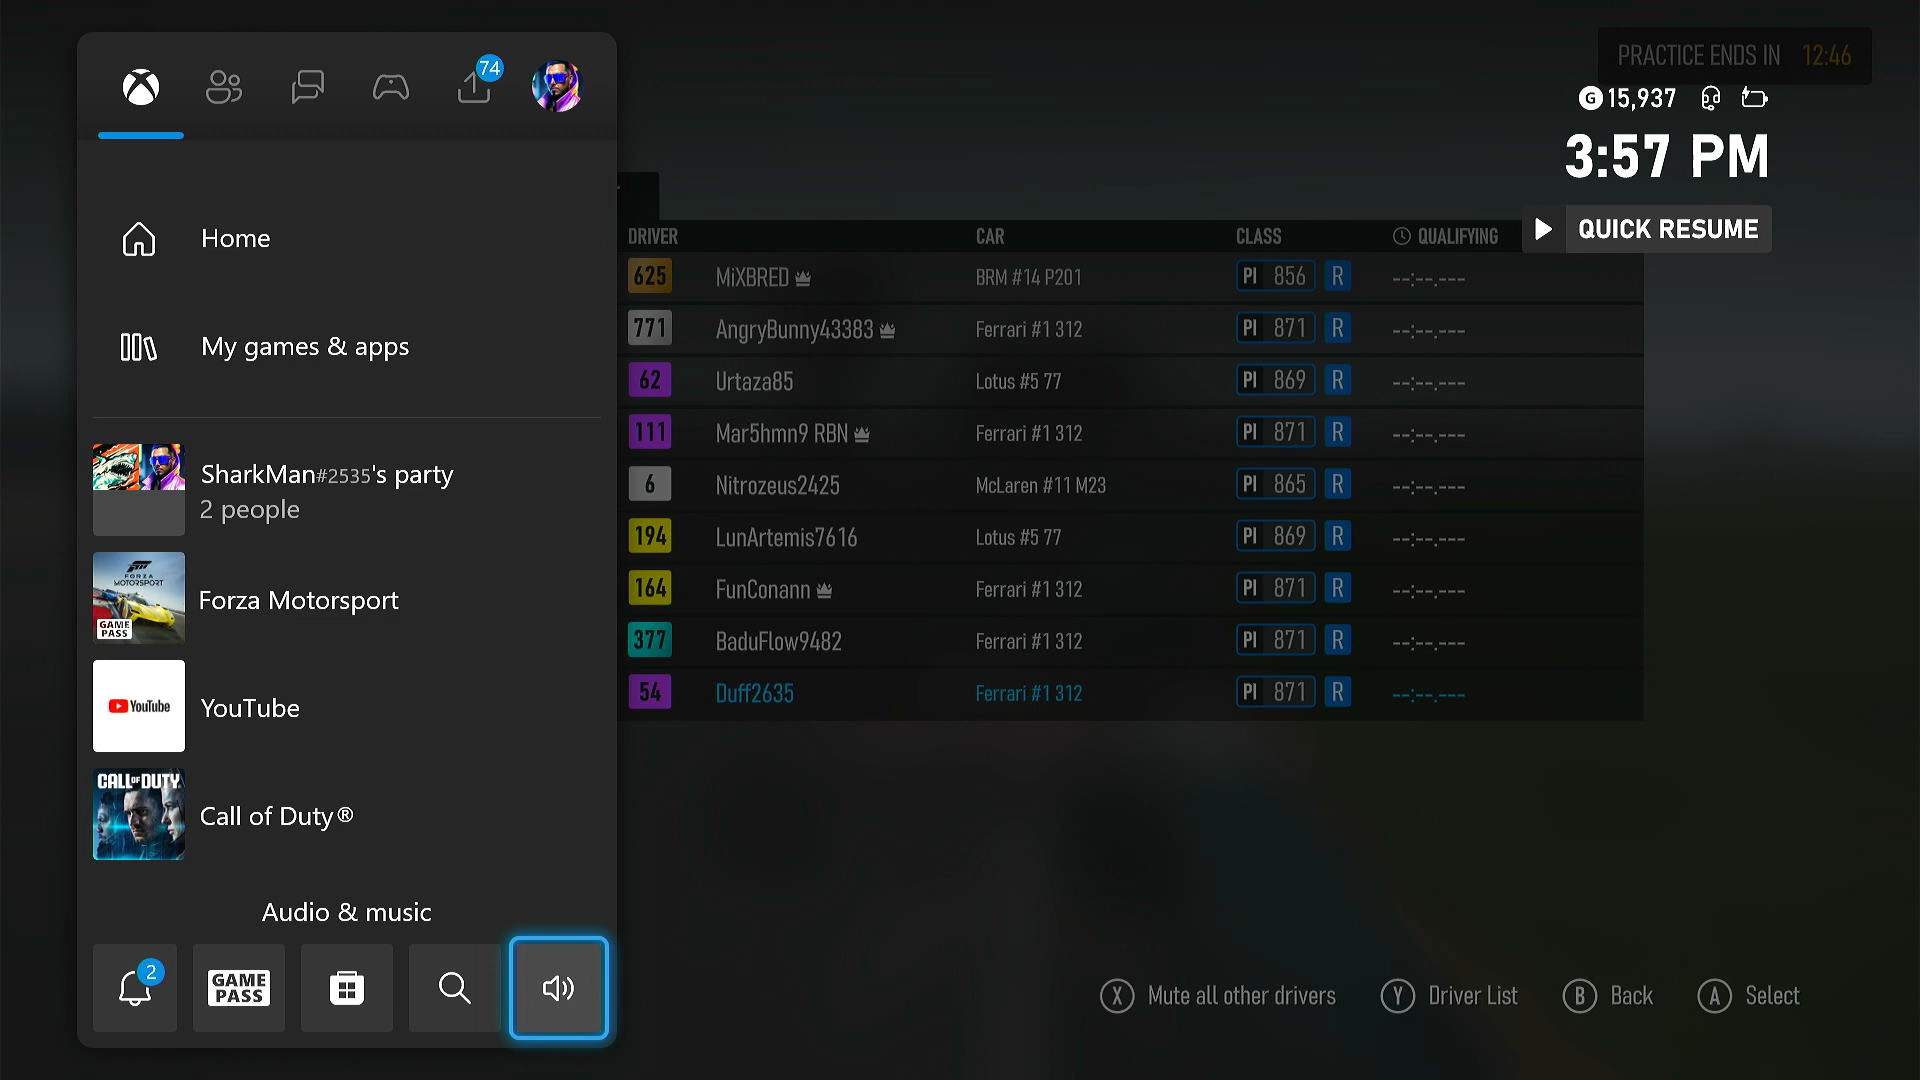 74
PRACTICE ENDS IN 12:46
G 15,937
3:57 PM
QUICK RESUME
Home
My games & apps
SharkMan#2535's party
2 people
FORZA
MOTORSPORT
GAME
PASS
Forza Motorsport
YouTube
YouTube
CALL OF DUTY
Call of Duty®
Audio & music
2
GAME
PASS
DRIVER CAR CLASS QUALIFYING
625 MiXBRED BRM #14 P201 PI 856 R --:--.---
771 AngryBunny43383 Ferrari #1 312 PI 871 R --:--.---
62 Urtaza85 Lotus #5 77 PI 869 R --:--.---
111 Mar5hmn9 RBN Ferrari #1 312 PI 871 R --:--.---
6 Nitrozeus2425 McLaren #11 M23 PI 865 R --:--.---
194 LunArtemis7616 Lotus #5 77 PI 869 R --:--.---
164 FunConann Ferrari #1 312 PI 871 R --:--.---
377 BaduFlow9482 Ferrari #1 312 PI 871 R --:--.---
54 Duff2635 Ferrari #1 312 PI 871 R --:--.---
X Mute all other drivers Y Driver List B Back A Select